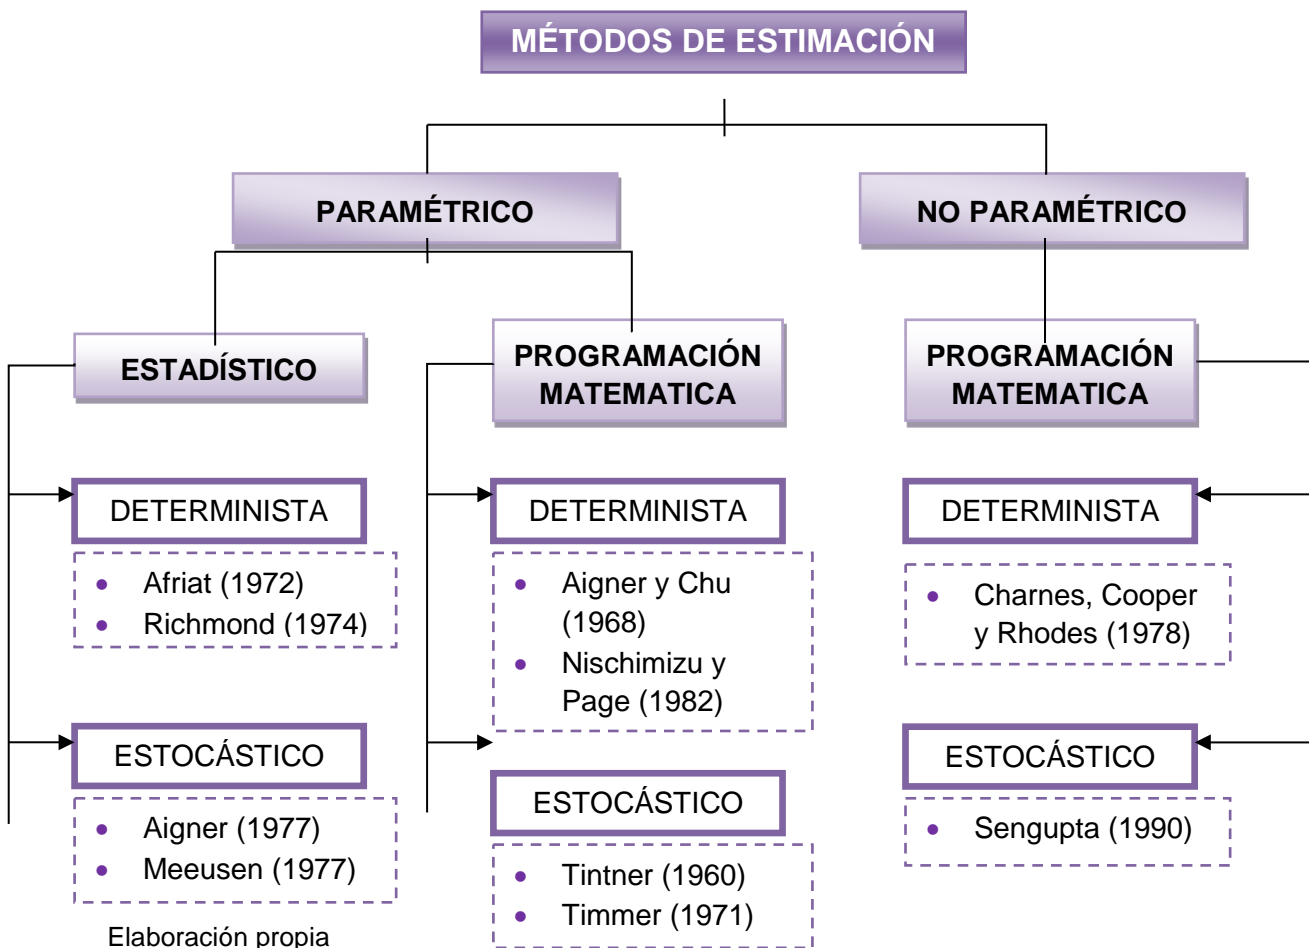 MÉTODOS DE ESTIMACIÓN
PARAMÉTRICO
NO PARAMÉTRICO
ESTADÍSTICO
PROGRAMACIÓN
MATEMATICA
PROGRAMACIÓN
MATEMATICA
DETERMINISTA
• Afriat (1972)
• Richmond (1974)
ESTOCÁSTICO
• Aigner (1977)
• Meeusen (1977)
DETERMINISTA
• Aigner y Chu
(1968)
• Nischimizu y
Page (1982)
ESTOCÁSTICO
• Tintner (1960)
• Timmer (1971)
DETERMINISTA
• Charnes, Cooper
y Rhodes (1978)
ESTOCÁSTICO
• Sengupta (1990)
Elaboración propia